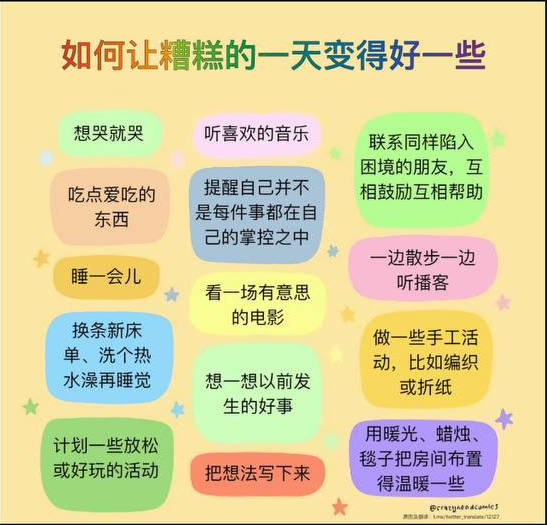 如何让糟糕的一天变得好一些
想哭就哭
吃点爱吃的
东西
睡一会儿
换条新床
单、洗个热
水澡再睡觉
计划一些放松
或好玩的活动
听喜欢的音乐
提醒自己并不
是每件事都在自
己的掌控之中
看一场有意思
的电影
想一想以前发
生的好事
把想法写下来
联系同样陷入
困境的朋友，互
相鼓励互相帮助
一边散步一边
听播客
做一些手工活
动，比如编织
或折纸
用暖光、蜡烛、
毯子把房间布置
得温暖一些
@crazyheadcomics
t.me/twitter_translate/12127